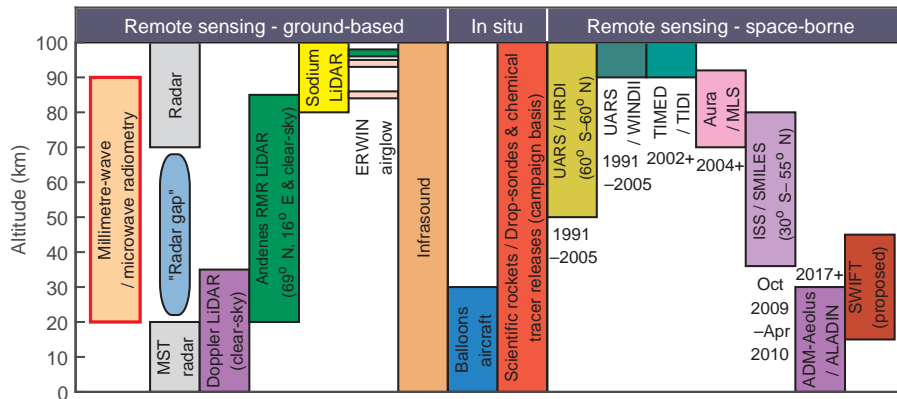 Remote sensing - ground-based
In situ
Remote sensing - space-borne
Altitude (km)
100
90
80
70
60
50
40
30
20
10
0
Millimetre-wave
/ microwave radiometry
Radar
"Radar gap"
MST
radar
Doppler LiDAR
(clear-sky)
Andenes RMR LiDAR
(69° N, 16° E & clear-sky)
Sodium
LiDAR
ERWIN
airglow
Infrasound
Balloons
aircraft
Scientific rockets / Drop-sondes & chemical
tracer releases (campaign basis)
UARS / HRDI
(60° S–60° N)
1991
–2005
UARS
/ WINDII
1991
–2005
TIMED
/ TIDI
2002+
Aura
/ MLS
2004+
ISS / SMILES
(30° S– 55° N)
Oct
2009
–Apr
2010
2017+
ADM-Aeolus
/ ALADIN
SWIFT
(proposed)